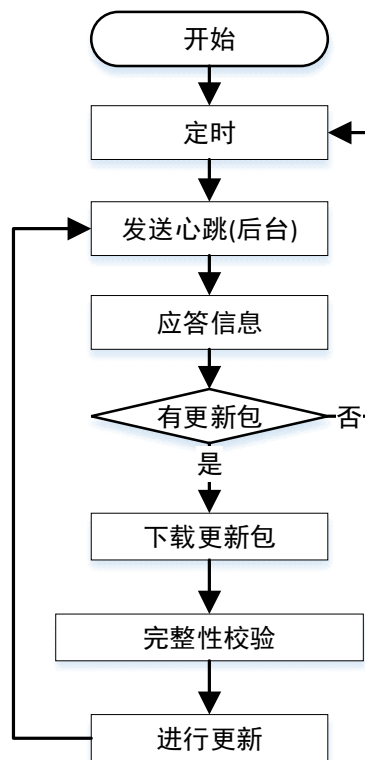 开始
定时
发送心跳(后台)
应答信息
有更新包
否
是
下载更新包
完整性校验
进行更新